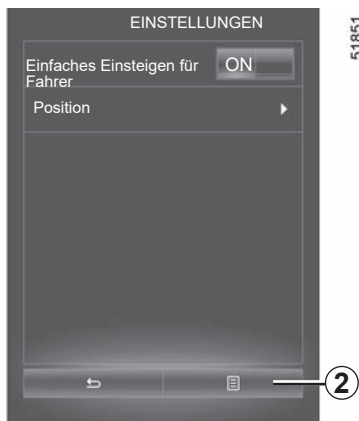 EINSTELLUNGEN
51851
Einfaches Einsteigen für
Fahrer
ON
Position
2